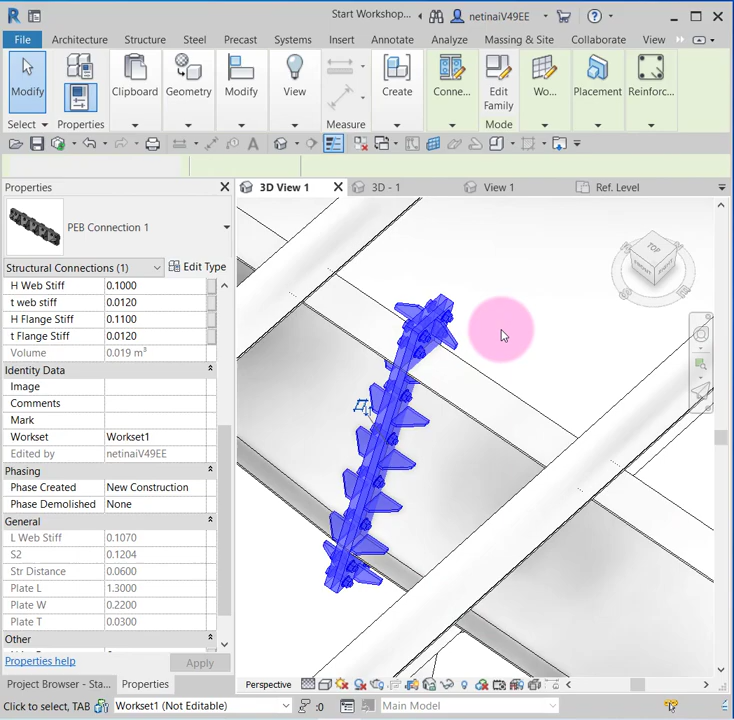 Start Workshop...
netinaiV49EE
File
Architecture
Structure
Steel
Precast
Systems
Insert
Annotate
Analyze
Massing & Site
Collaborate
View
Modify
Clipboard
Geometry
Modify
View
Create
Conne...
Edit
Family
Wo...
Placement
Reinforc...
Select
Properties
Measure
Mode
Properties
3D View 1
3D - 1
View 1
Ref. Level
PEB Connection 1
Structural Connections (1)
Edit Type
H Web Stiff 0.1000
t web stiff 0.0120
H Flange Stiff 0.1100
t Flange Stiff 0.0120
Volume 0.019 m³
Identity Data
Image
Comments
Mark
Workset Workset1
Edited by netinaiV49EE
Phasing
Phase Created New Construction
Phase Demolished None
General
L Web Stiff 0.1070
S2 0.1204
Str Distance 0.0600
Plate L 1.3000
Plate W 0.2200
Plate T 0.0300
Other
Properties help
Apply
TOP
FRONT
RIGHT
Project Browser - Sta...
Properties
Perspective
Click to select, TAB
Workset1 (Not Editable)
:0
Main Model